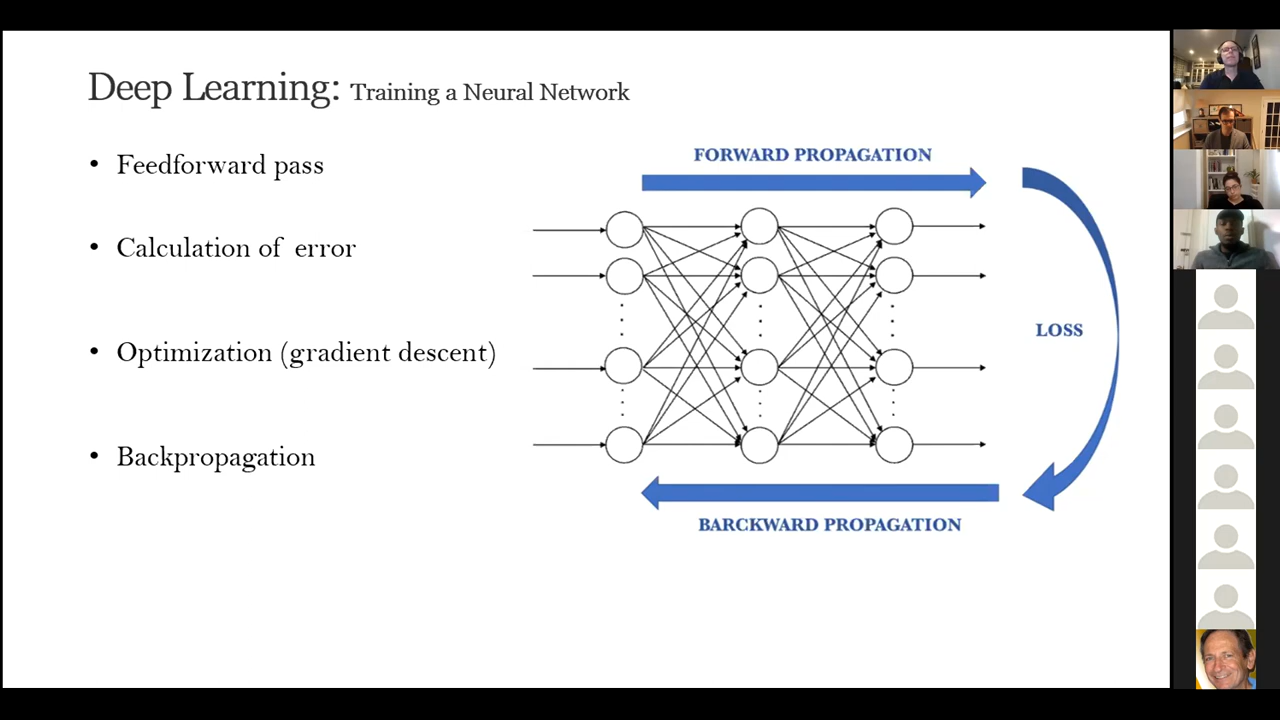 Deep Learning: Training a Neural Network
• Feedforward pass
• Calculation of error
• Optimization (gradient descent)
• Backpropagation
FORWARD PROPAGATION
LOSS
BARCKWARD PROPAGATION